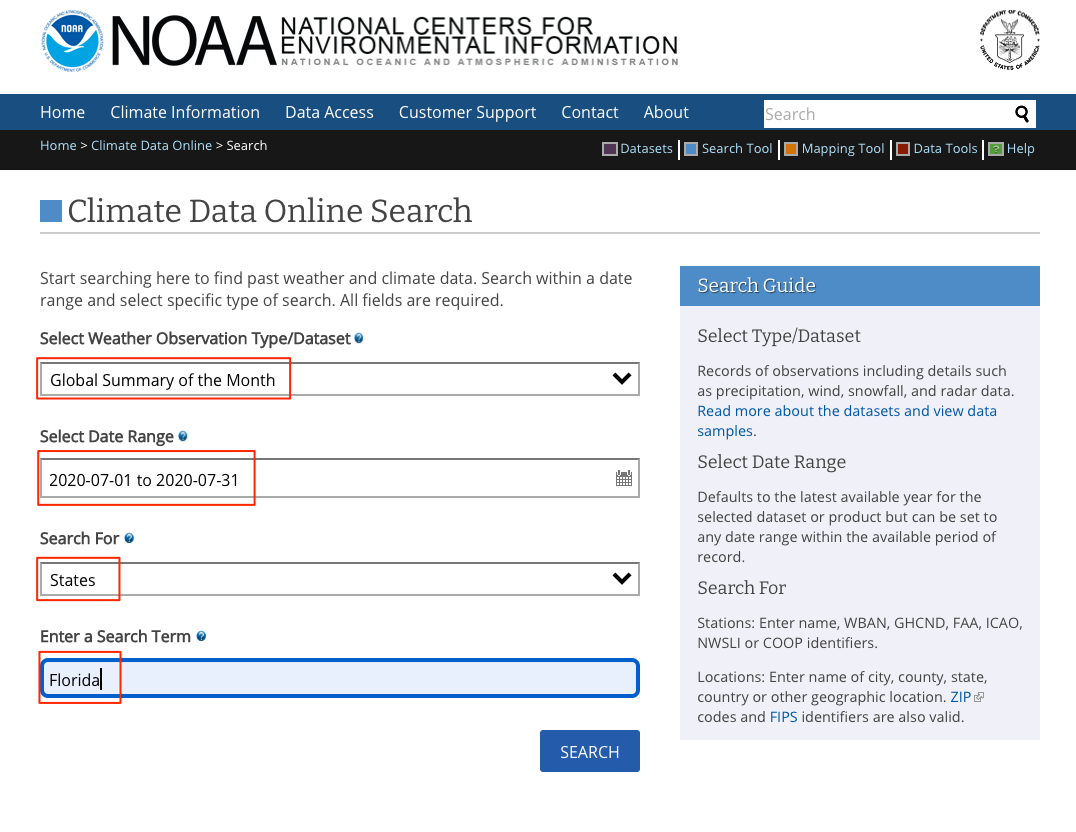 NOAA
NATIONAL CENTERS FOR
ENVIRONMENTAL INFORMATION
NATIONAL OCEANIC AND ATMOSPHERIC ADMINISTRATION
DEPARTMENT OF COMMERCE
UNITED STATES OF AMERICA
Home Climate Information Data Access Customer Support Contact About Search
Home > Climate Data Online > Search
Datasets Search Tool Mapping Tool Data Tools Help
Climate Data Online Search
Start searching here to find past weather and climate data. Search within a date
range and select specific type of search. All fields are required.
Select Weather Observation Type/Dataset ?
Global Summary of the Month
Select Date Range ?
2020-07-01 to 2020-07-31
Search For ?
States
Enter a Search Term ?
Florida
SEARCH
Search Guide
Select Type/Dataset
Records of observations including details such
as precipitation, wind, snowfall, and radar data.
Read more about the datasets and view data
samples.
Select Date Range
Defaults to the latest available year for the
selected dataset or product but can be set to
any date range within the available period of
record.
Search For
Stations: Enter name, WBAN, GHCND, FAA, ICAO,
NWSLI or COOP identifiers.
Locations: Enter name of city, county, state,
country or other geographic location. ZIP
codes and FIPS identifiers are also valid.